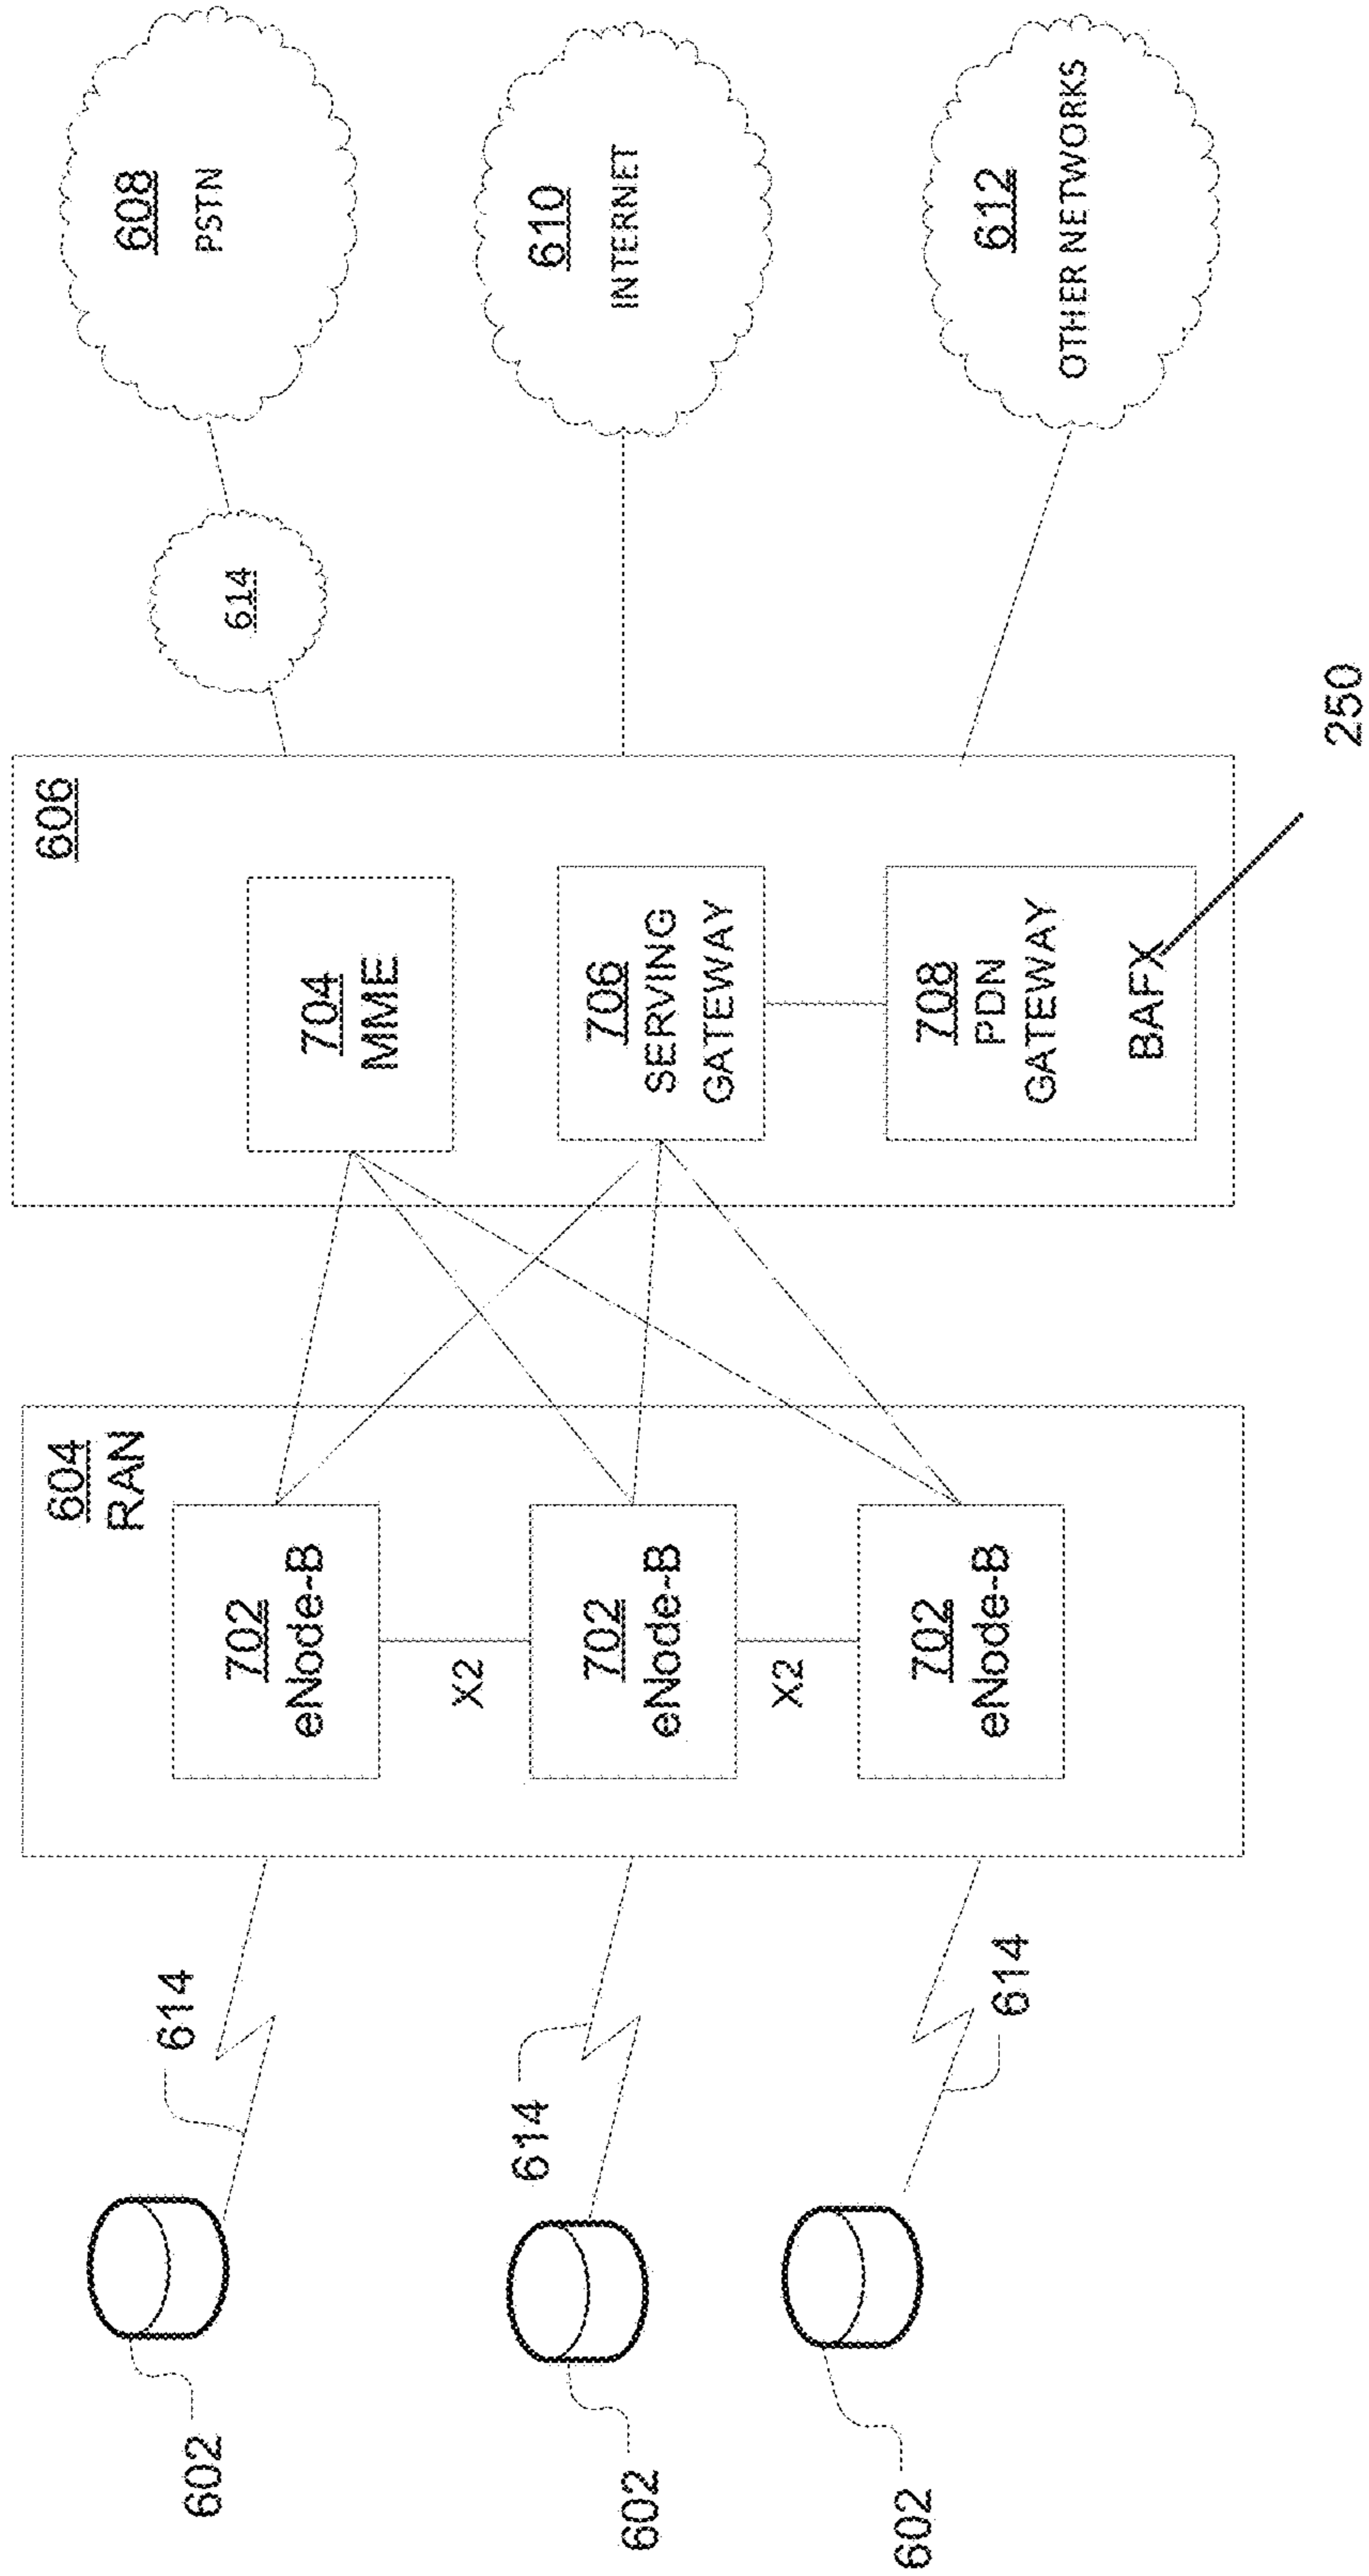 602
602
602
614
614
614
604
RAN
702
eNode-B
X2
702
eNode-B
X2
702
eNode-B
606
704
MME
706
SERVING
GATEWAY
708
PDN
GATEWAY
BAFX
250
614
608
PSTN
610
INTERNET
612
OTHER NETWORKS